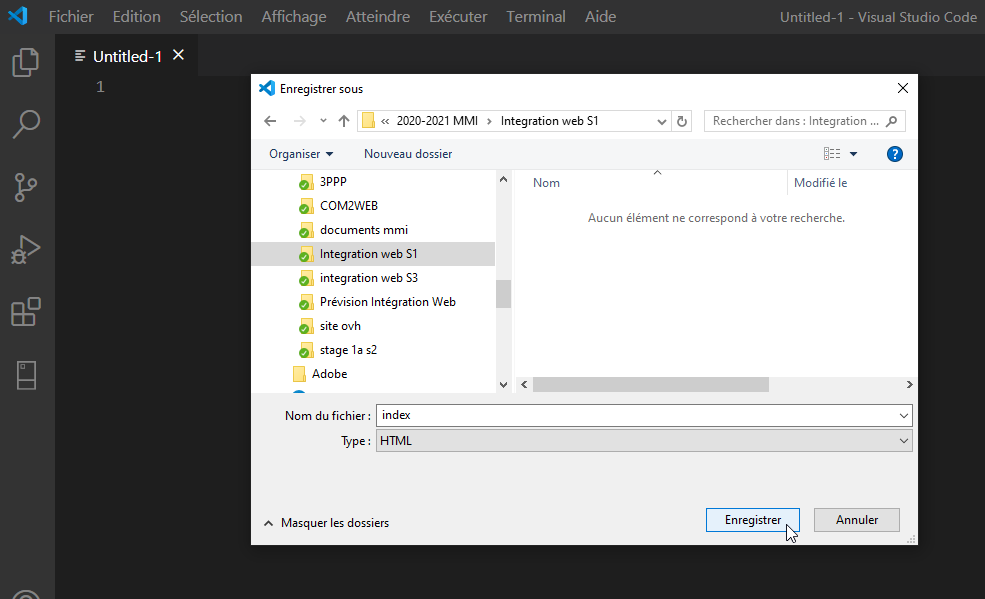 Fichier Edition Sélection Affichage Atteindre Exécuter Terminal Aide Untitled-1 - Visual Studio Code
Untitled-1
1
Enregistrer sous
« 2020-2021 MMI › Integration web S1
Rechercher dans : Integration ...
Organiser Nouveau dossier
?
3PPP
COM2WEB
documents mmi
Integration web S1
integration web S3
Prévision Intégration Web
site ovh
stage 1a s2
Adobe
Nom Modifié le
Aucun élément ne correspond à votre recherche.
Nom du fichier : index
Type : HTML
Masquer les dossiers
Enregistrer Annuler